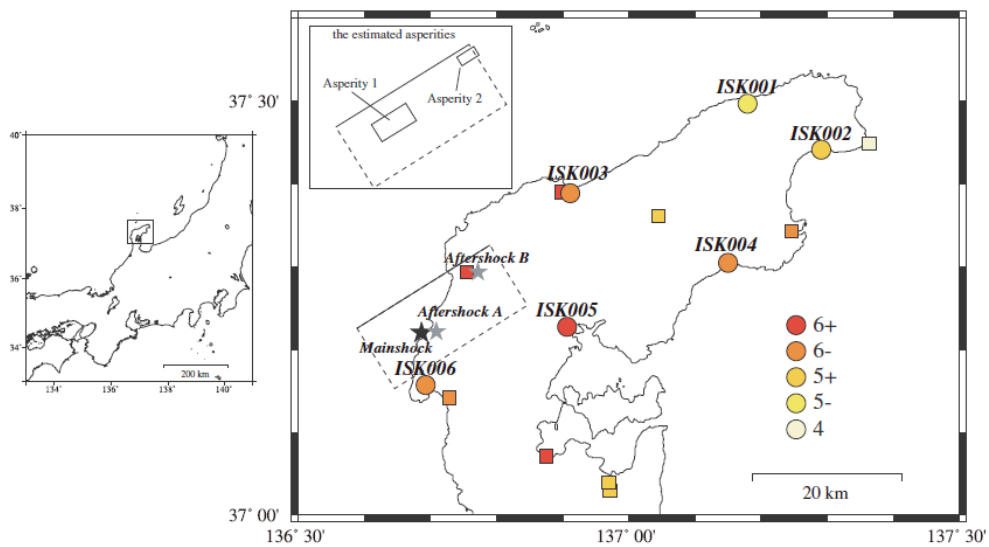 the estimated asperities
Asperity 1
Asperity 2
40˚
38˚
36˚
34˚
134˚
136˚
138˚
140˚
200 km
37˚ 30'
37˚ 00'
136˚ 30'
137˚ 00'
137˚ 30'
ISK001
ISK002
ISK003
ISK004
Aftershock B
ISK005
Aftershock A
Mainshock
ISK006
6+
6-
5+
5-
4
20 km